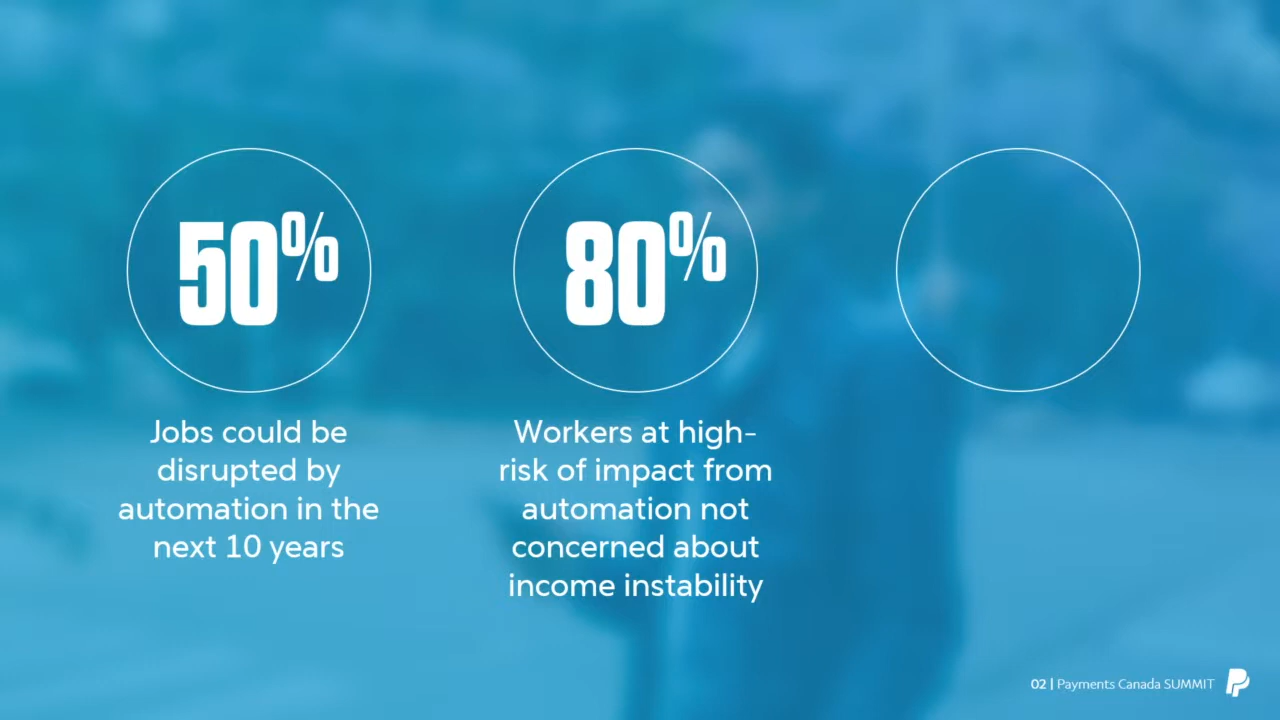 50%
Jobs could be
disrupted by
automation in the
next 10 years
80%
Workers at high-
risk of impact from
automation not
concerned about
income instability
02 | Payments Canada SUMMIT